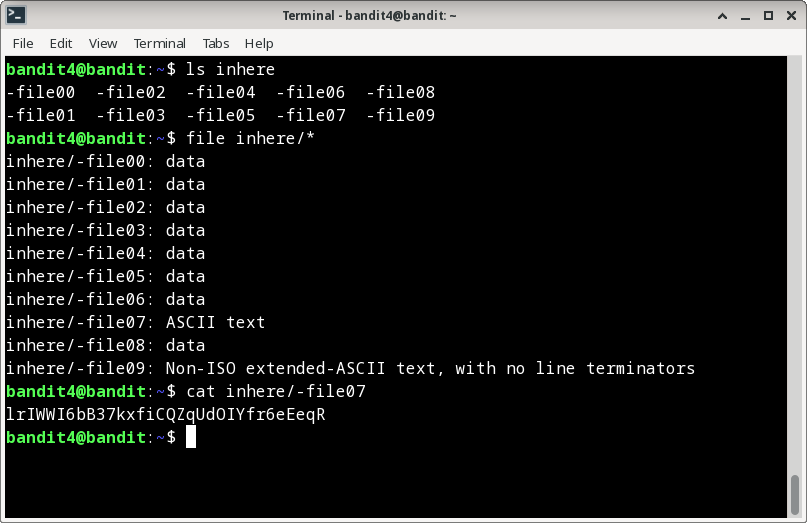 Terminal - bandit4@bandit: ~
File Edit View Terminal Tabs Help
bandit4@bandit:~$ ls inhere
-file00  -file02  -file04  -file06  -file08
-file01  -file03  -file05  -file07  -file09
bandit4@bandit:~$ file inhere/*
inhere/-file00: data
inhere/-file01: data
inhere/-file02: data
inhere/-file03: data
inhere/-file04: data
inhere/-file05: data
inhere/-file06: data
inhere/-file07: ASCII text
inhere/-file08: data
inhere/-file09: Non-ISO extended-ASCII text, with no line terminators
bandit4@bandit:~$ cat inhere/-file07
lrIWWI6bB37kxfiCQZqUdOIYfr6eEeqR
bandit4@bandit:~$